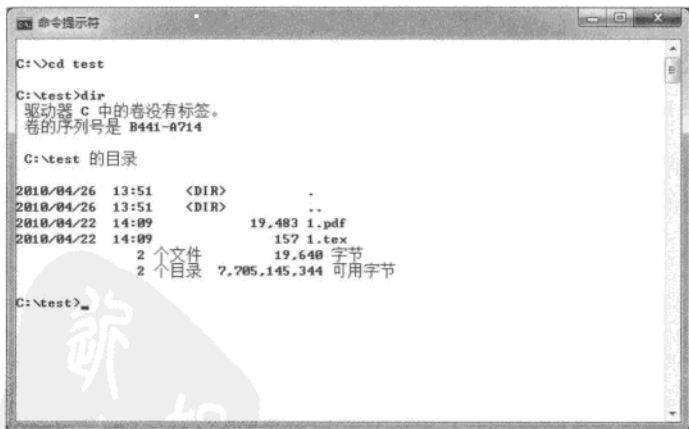 命令提示符
C:\>cd test
C:\test>dir
驱动器 C 中的卷没有标签。
卷的序列号是 B441-A714
C:\test 的目录
2010/04/26 13:51 <DIR> .
2010/04/26 13:51 <DIR> ..
2010/04/22 14:09 19,483 1.pdf
2010/04/22 14:09 157 1.tex
2 个文件 19,640 字节
2 个目录 7,705,145,344 可用字节
C:\test>_